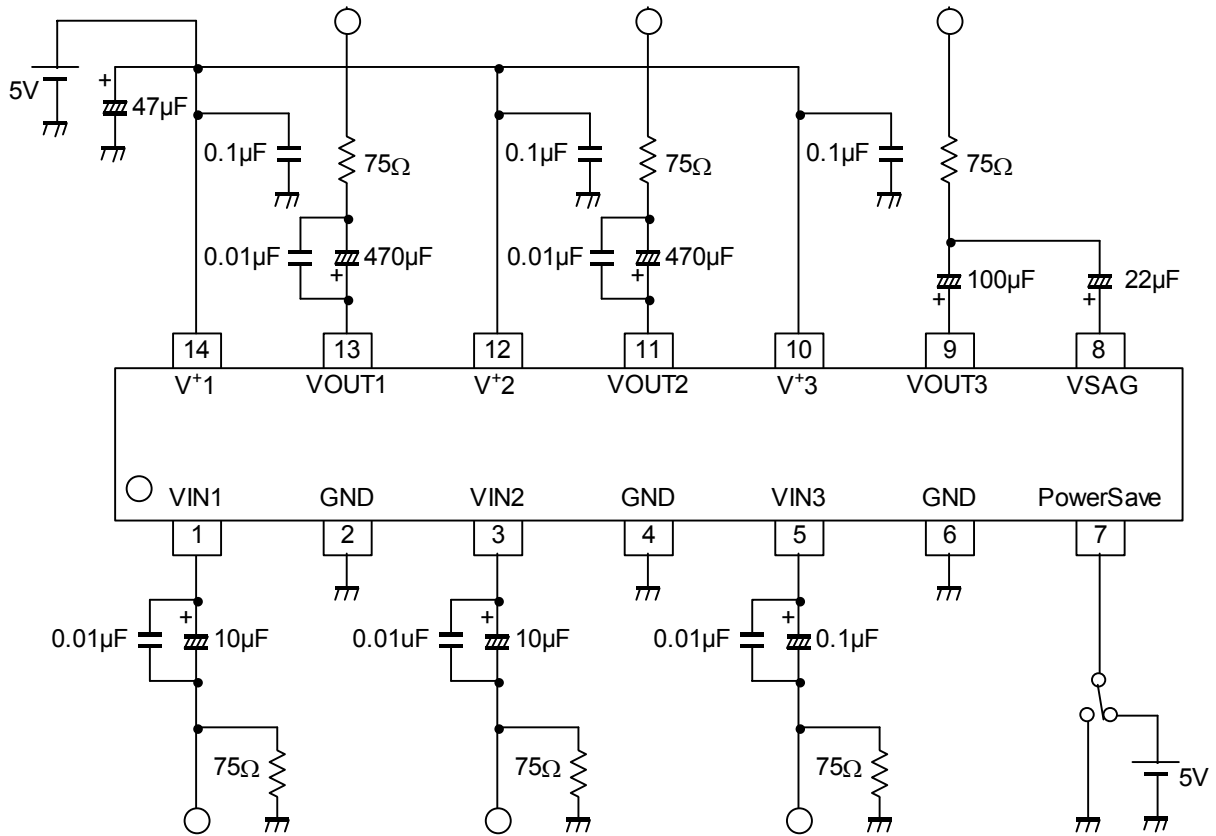 5V
+
47µF
0.1µF
75Ω
0.1µF
75Ω
0.1µF
75Ω
0.01µF
470µF
+
0.01µF
470µF
+
100µF
+
22µF
+
14 13 12 11 10 9 8
V+1 VOUT1 V+2 VOUT2 V+3 VOUT3 VSAG
VIN1 GND VIN2 GND VIN3 GND PowerSave
1 2 3 4 5 6 7
+
+
+
0.01µF 10µF 0.01uF 10µF 0.01µF 0.1µF
75Ω 75Ω 75Ω 5V